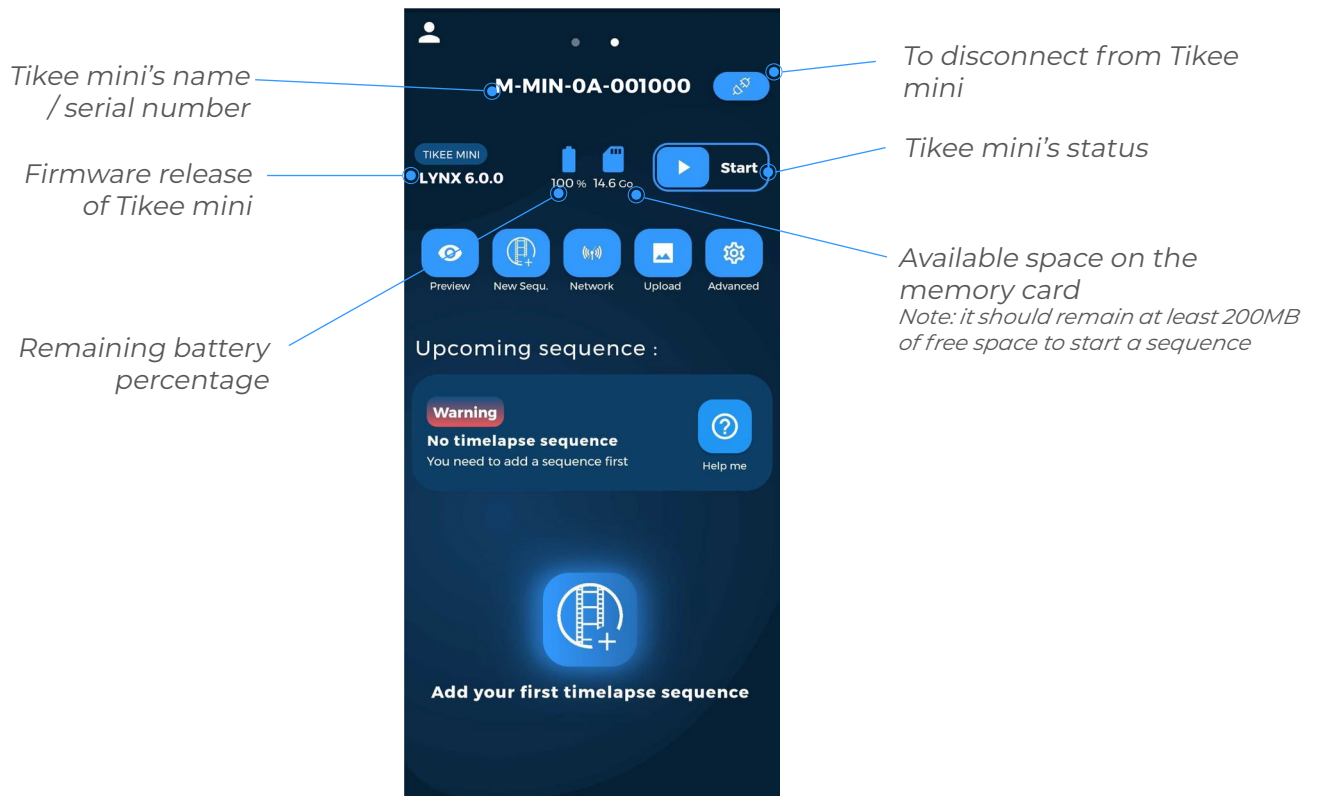 Tikee mini's name
/ serial number
Firmware release
of Tikee mini
Remaining battery
percentage
M-MIN-0A-001000
TIKEE MINI
LYNX 6.0.0
100 %
14.6 Go
Start
Preview
New Sequ.
Network
Upload
Advanced
Upcoming sequence :
Warning
No timelapse sequence
You need to add a sequence first
Help me
Add your first timelapse sequence
To disconnect from Tikee
mini
Tikee mini's status
Available space on the
memory card
Note: it should remain at least 200MB
of free space to start a sequence